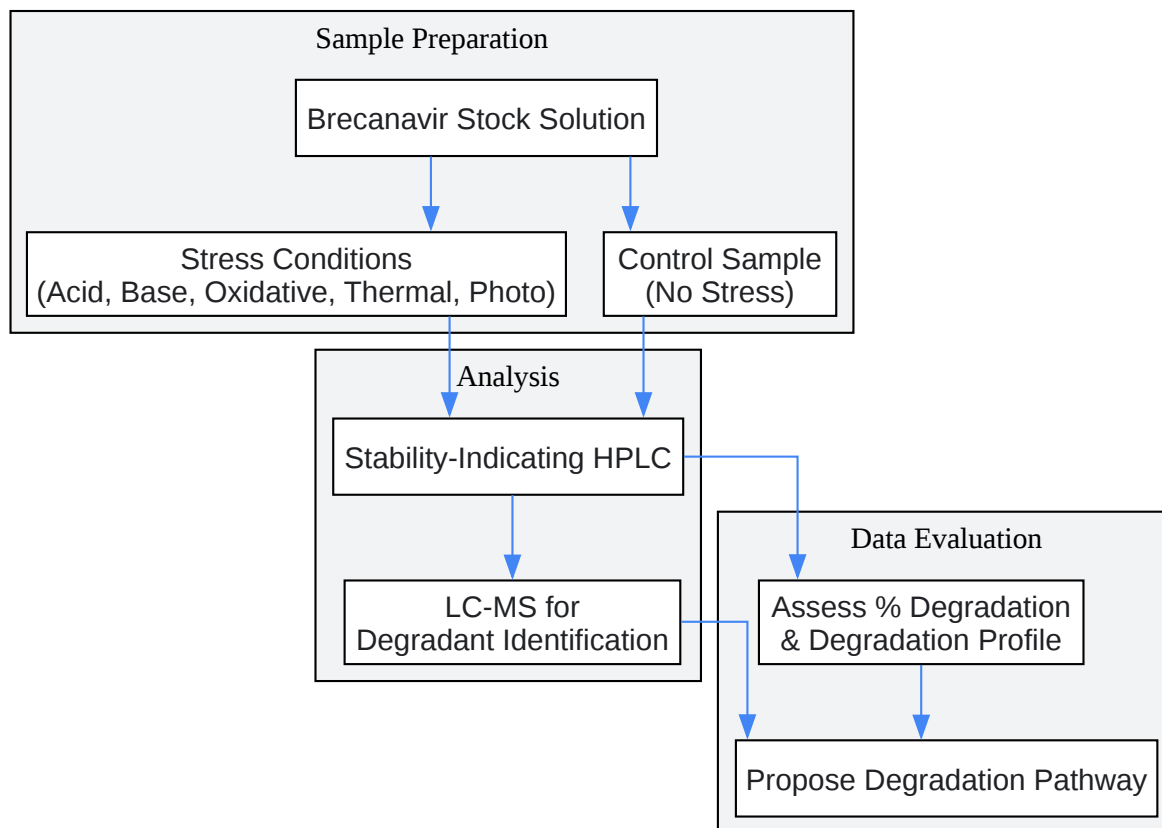 Sample Preparation
Brecanavir Stock Solution
Stress Conditions
(Acid, Base, Oxidative, Thermal, Photo)
Control Sample
(No Stress)
Analysis
Stability-Indicating HPLC
LC-MS for
Degradant Identification
Data Evaluation
Assess % Degradation
& Degradation Profile
Propose Degradation Pathway